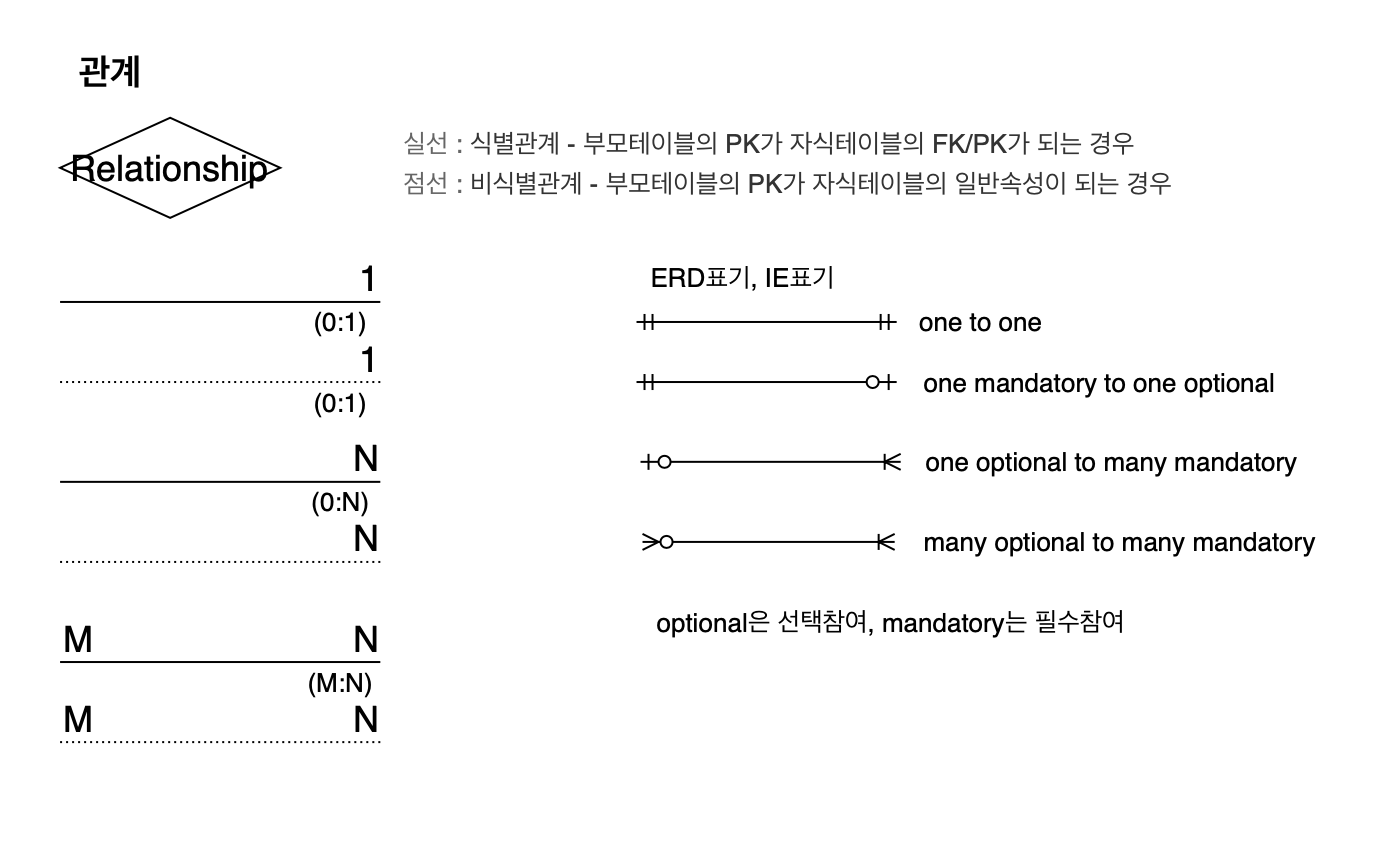 관계
Relationship
실선 : 식별관계 - 부모테이블의 PK가 자식테이블의 FK/PK가 되는 경우
점선 : 비식별관계 - 부모테이블의 PK가 자식테이블의 일반속성이 되는 경우
1
(0:1)
1
(0:1)
N
(0:N)
N
M N
(M:N)
M N
ERD표기, IE표기
one to one
one mandatory to one optional
one optional to many mandatory
many optional to many mandatory
optional은 선택참여, mandatory는 필수참여